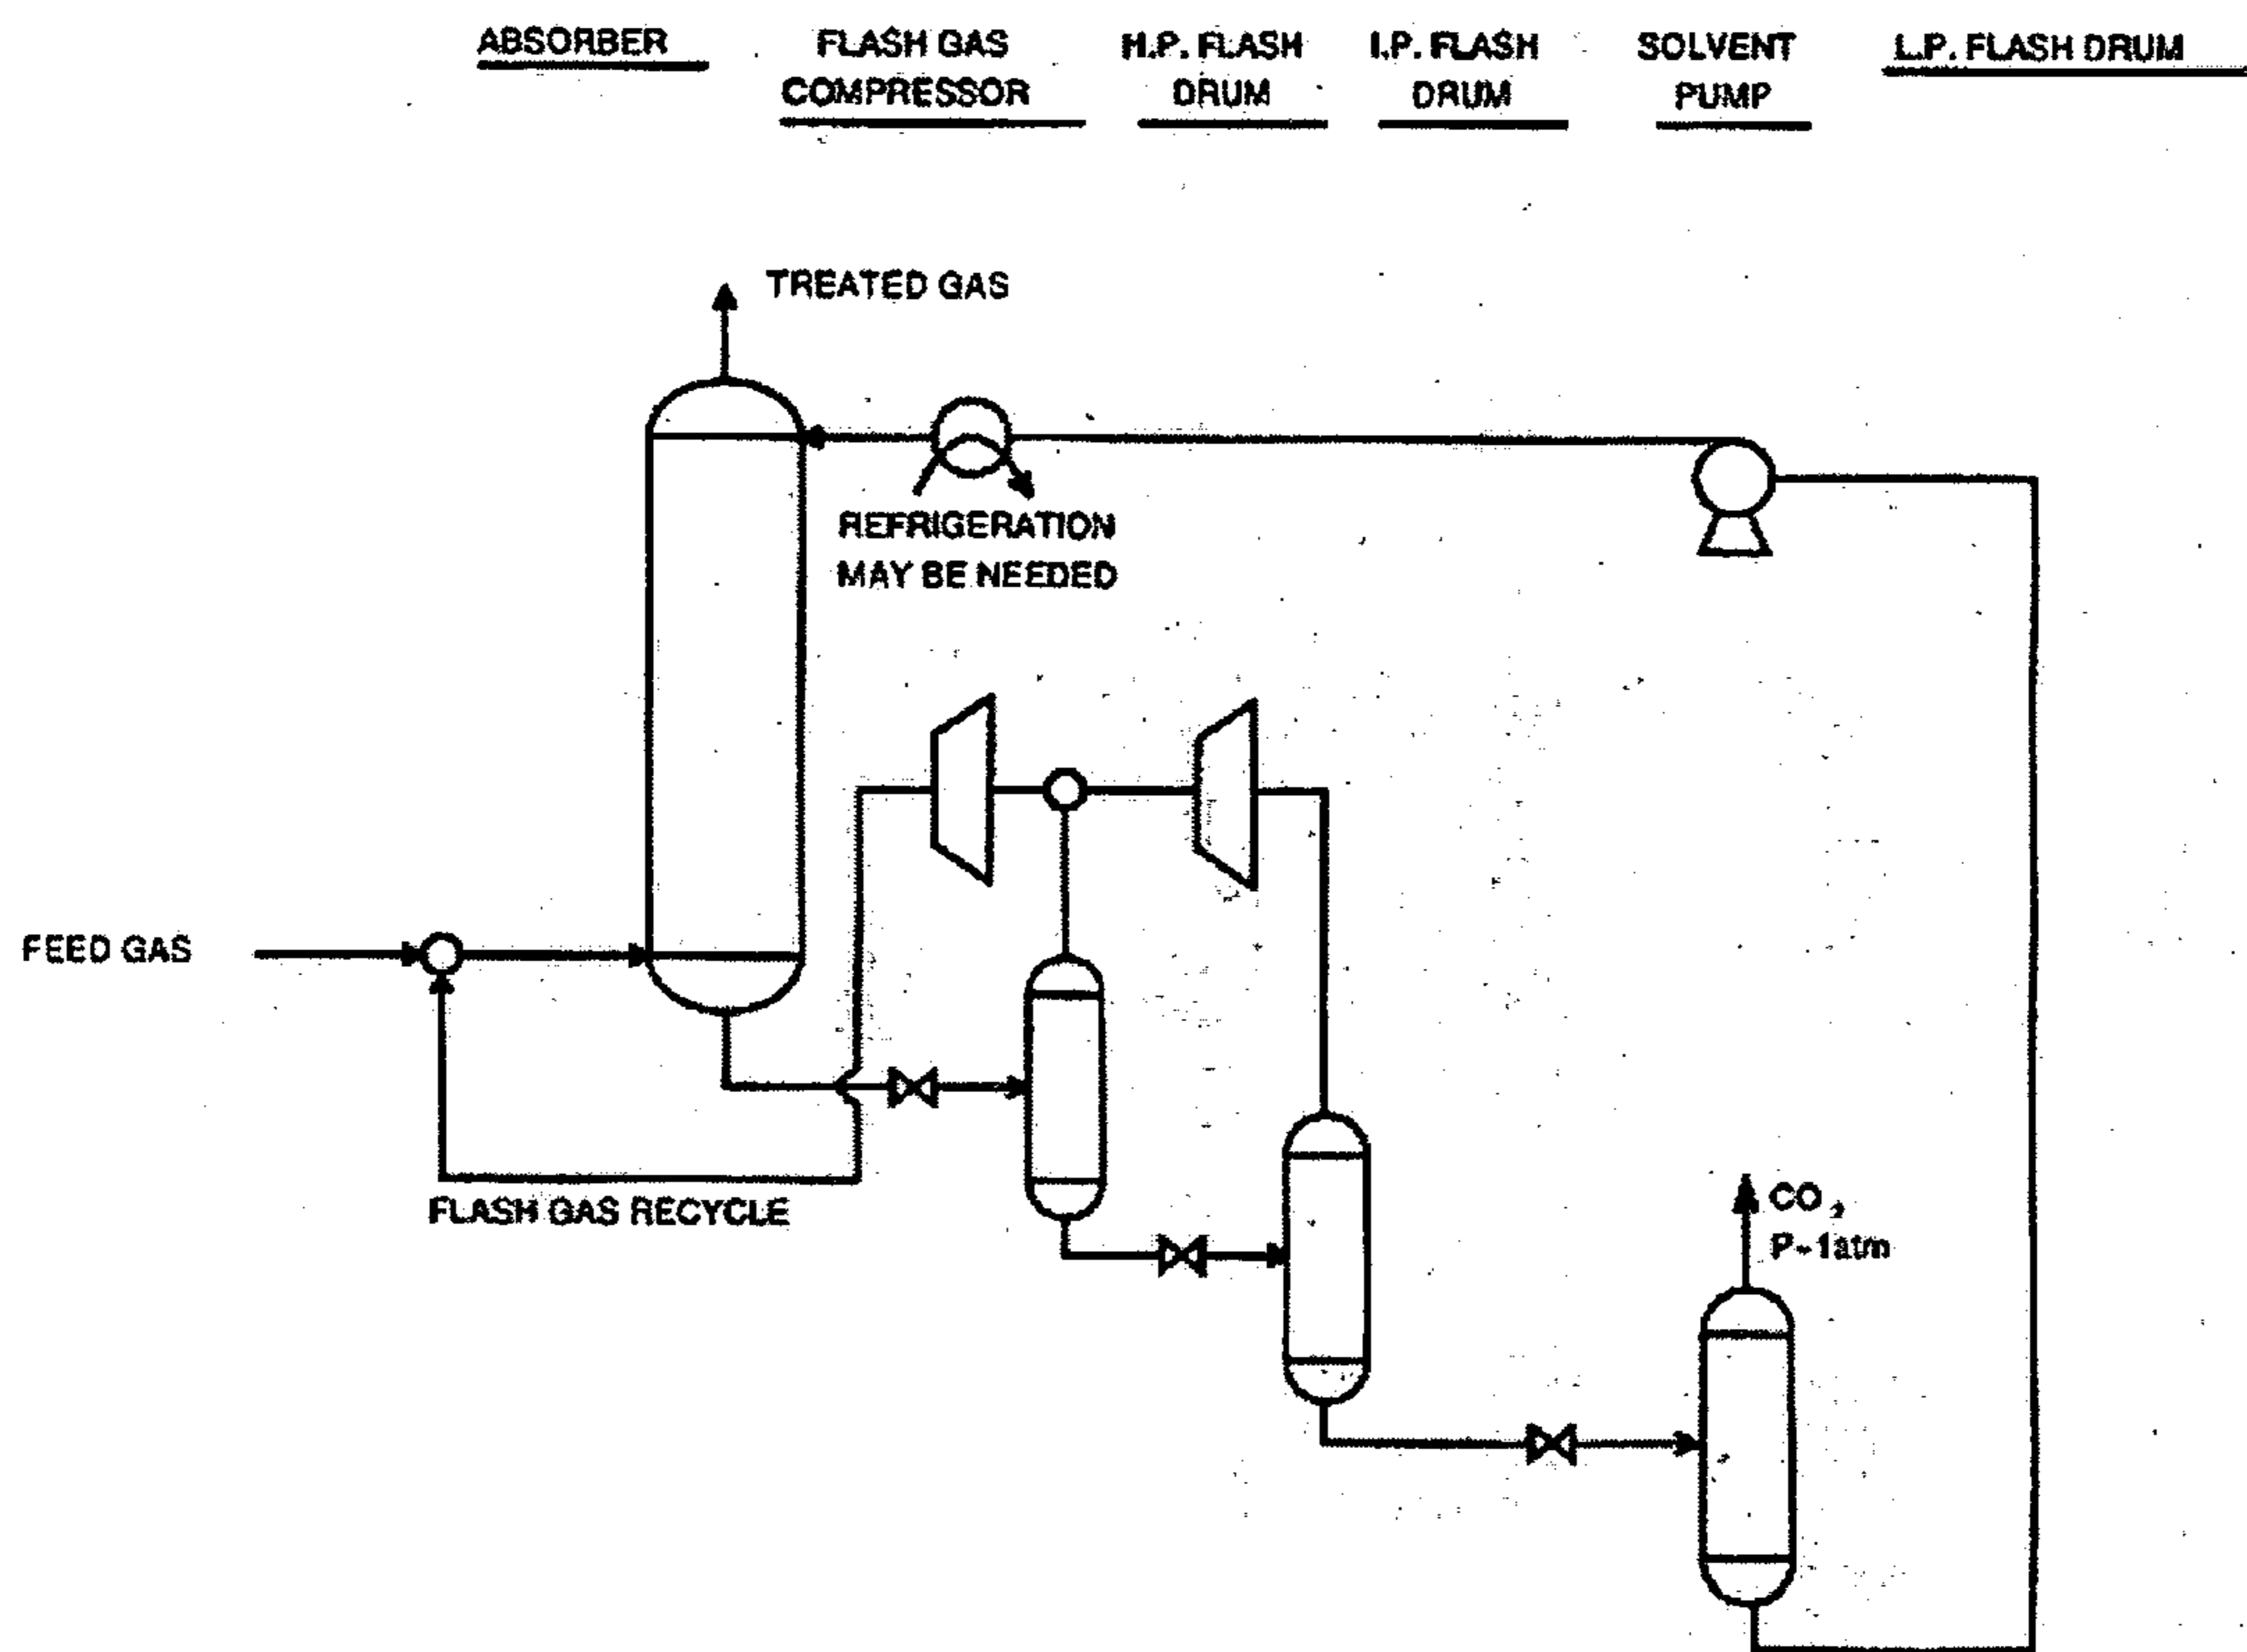 ABSORBER
FLASH GAS
COMPRESSOR
H.P. FLASH
DRUM
I.P. FLASH
DRUM
SOLVENT
PUMP
L.P. FLASH DRUM
TREATED GAS
REFRIGERATION
MAY BE NEEDED
FEED GAS
FLASH GAS RECYCLE
CO₂
P~1atm